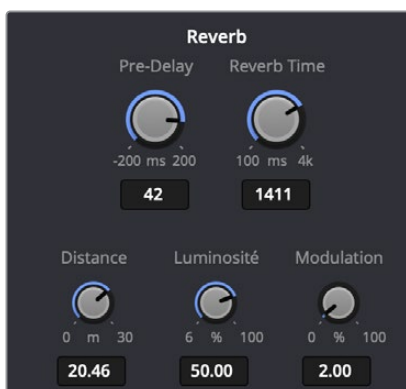 Reverb
Pre-Delay Reverb Time
-200 ms 200 100 ms 4k
42 1411
Distance Luminosité Modulation
0 m 30 6 % 100 0 % 100
20.46 50.00 2.00